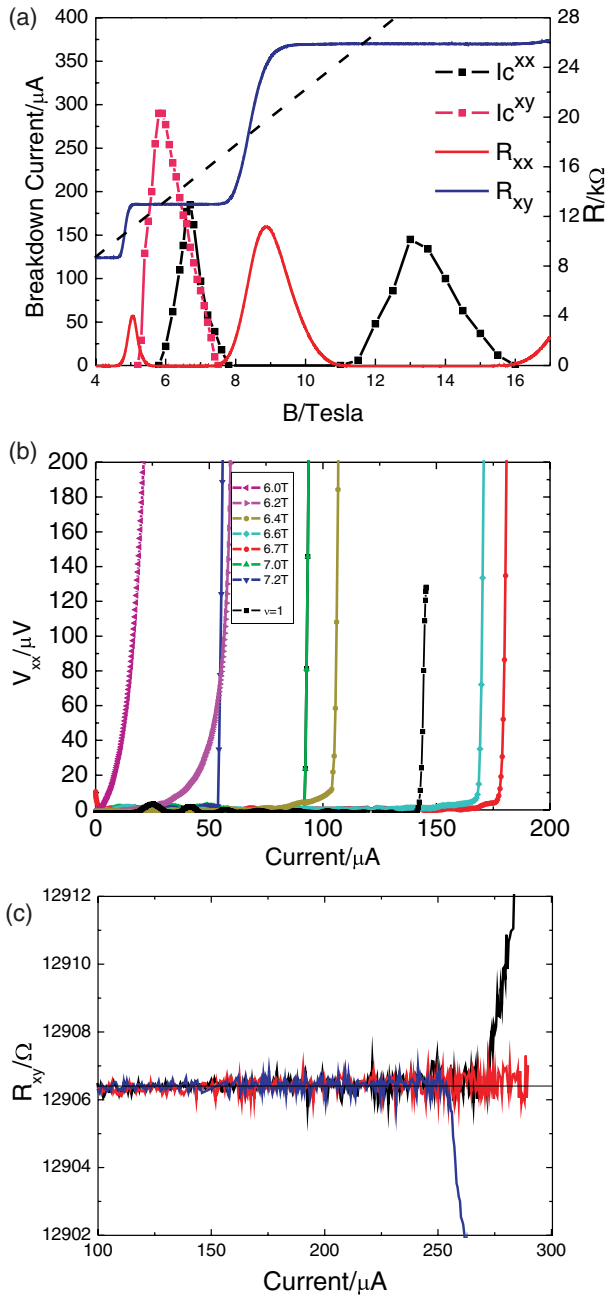 (a)
400
350
300
250
200
150
100
50
0
Breakdown Current/μA
28
24
20
16
12
8
4
0
R/kΩ
Ic^xx
Ic^xy
R_xx
R_xy
4 6 8 10 12 14 16
B/Tesla
(b)
200
180
160
140
120
100
80
60
40
20
0
V_xx/μV
6.0T
6.2T
6.4T
6.6T
6.7T
7.0T
7.2T
ν=1
0 50 100 150 200
Current/μA
(c)
12912
12910
12908
12906
12904
12902
R_xy/Ω
100 150 200 250 300
Current/μA